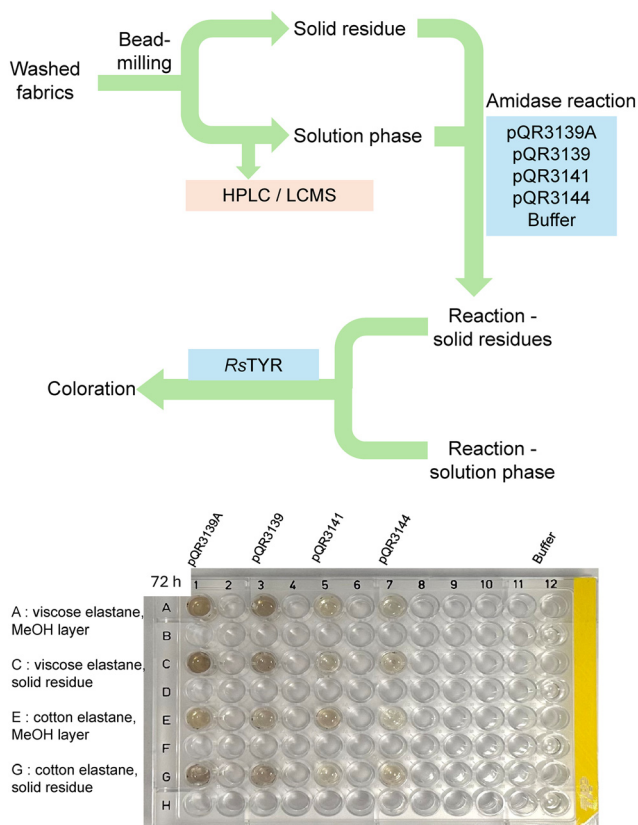 Washed
fabrics
Bead-
milling
Solid residue
Solution phase
HPLC / LCMS
Amidase reaction
pQR3139A
pQR3139
pQR3141
pQR3144
Buffer
Reaction -
solid residues
RsTYR
Coloration
Reaction -
solution phase
pQR3139A
pQR3139
pQR3141
pQR3144
Buffer
72 h
1 2 3 4 5 6 7 8 9 10 11 12
A : viscose elastane,
MeOH layer
C : viscose elastane,
solid residue
E : cotton elastane,
MeOH layer
G : cotton elastane,
solid residue
A
B
C
D
E
F
G
H